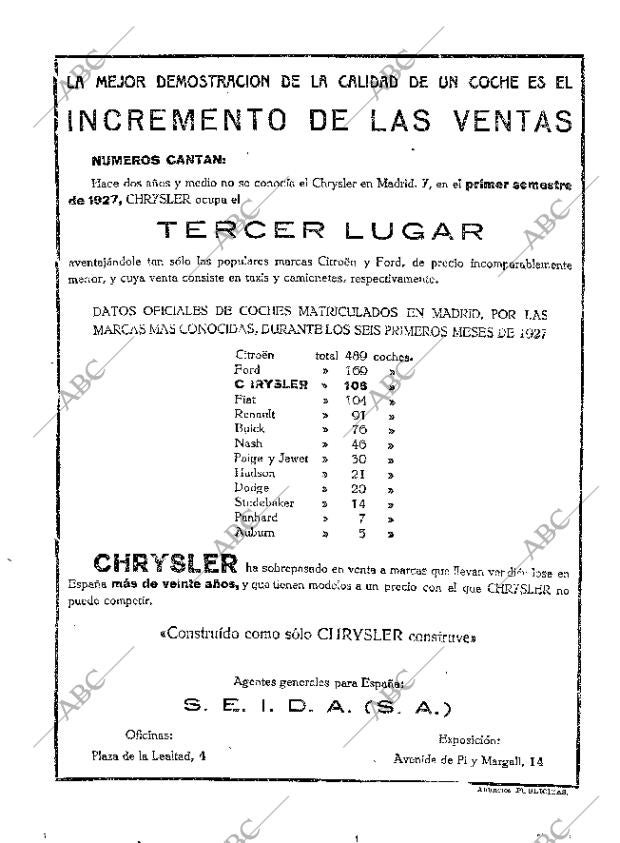 LA MEJOR DEMOSTRACION DE LA CALIDAD DE UN COCHE ES EL
INCREMENTO DE LAS VENTAS
NUMEROS CANTAN:
Hace dos años y medio no se conocía el Chrysler en Madrid. Y, en el primer semestre
de 1927, CHRYSLER ocupa el
TERCER LUGAR
aventajándole tan sólo las populares marcas Citroën y Ford, de precio incomparablemente
menor, y cuya venta consiste en taxis y camionetes, respectivamente.
DATOS OFICIALES DE COCHES MATRICULADOS EN MADRID, POR LAS
MARCAS MAS CONOCIDAS, DURANTE LOS SEIS PRIMEROS MESES DE 1927
Citroën total 489 coches.
Ford » 169 »
CHRYSLER » 108 »
Fiat » 104 »
Renault » 91 »
Buick » 76 »
Nash » 46 »
Paige y Jewet » 30 »
Hudson » 21 »
Dodge » 20 »
Studebaker » 14 »
Panhard » 7 »
Auburn » 5 »
CHRYSLER ha sobrepasado en venta a marcas que llevan vendiéndose en
España más de veinte años, y que tienen modelos a un precio con el que CHRYSLER no
puede competir.
«Construído como sólo CHRYSLER construye»
Agentes generales para España:
S. E. I. D. A. (S. A.)
Oficinas:
Plaza de la Lealtad, 4
Exposición:
Avenida de Pi y Margall, 14
Anuncios PUBLICITAS.
ABC
ABC
ABC
ABC
ABC
ABC
ABC
ABC
ABC
ABC
ABC
ABC